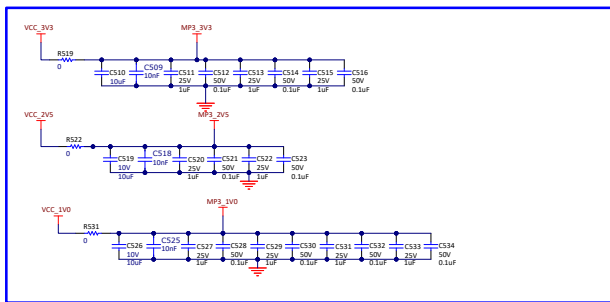 VCC_3V3
MP3_3V3
R519
0
C510
10uF
C509
10nF
C511
25V
1uF
C512
50V
0.1uF
C513
25V
1uF
C514
50V
0.1uF
C515
25V
1uF
C516
50V
0.1uF
VCC_2V5
MP3_2V5
R522
0
C519
10V
10uF
C518
10nF
C520
25V
1uF
C521
50V
0.1uF
C522
25V
1uF
C523
50V
0.1uF
VCC_1V0
MP3_1V0
R531
0
C526
10V
10uF
C525
10nF
C527
25V
1uF
C528
50V
0.1uF
C529
25V
1uF
C530
50V
0.1uF
C531
25V
1uF
C532
50V
0.1uF
C533
25V
1uF
C534
50V
0.1uF